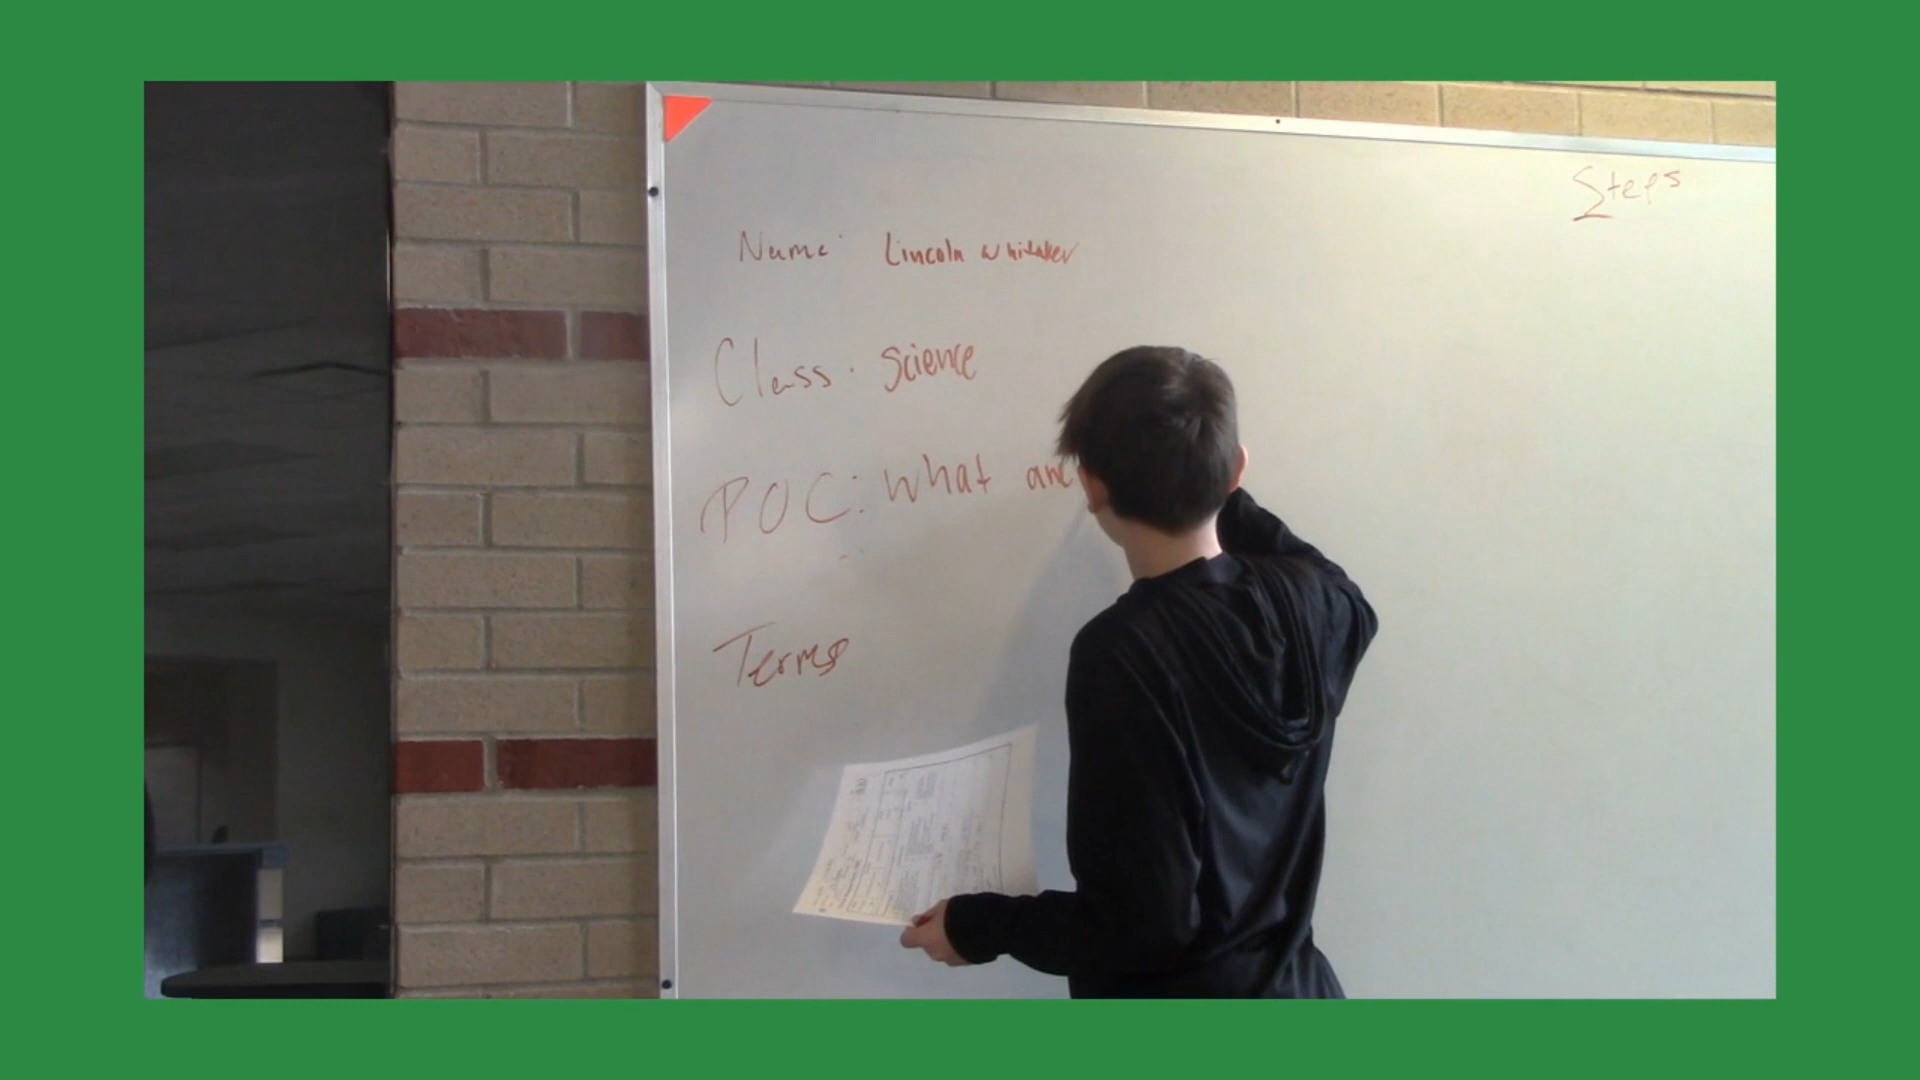 Steps
Name: Lincoln Whitaker
Class: Science
POC: What are
Terms